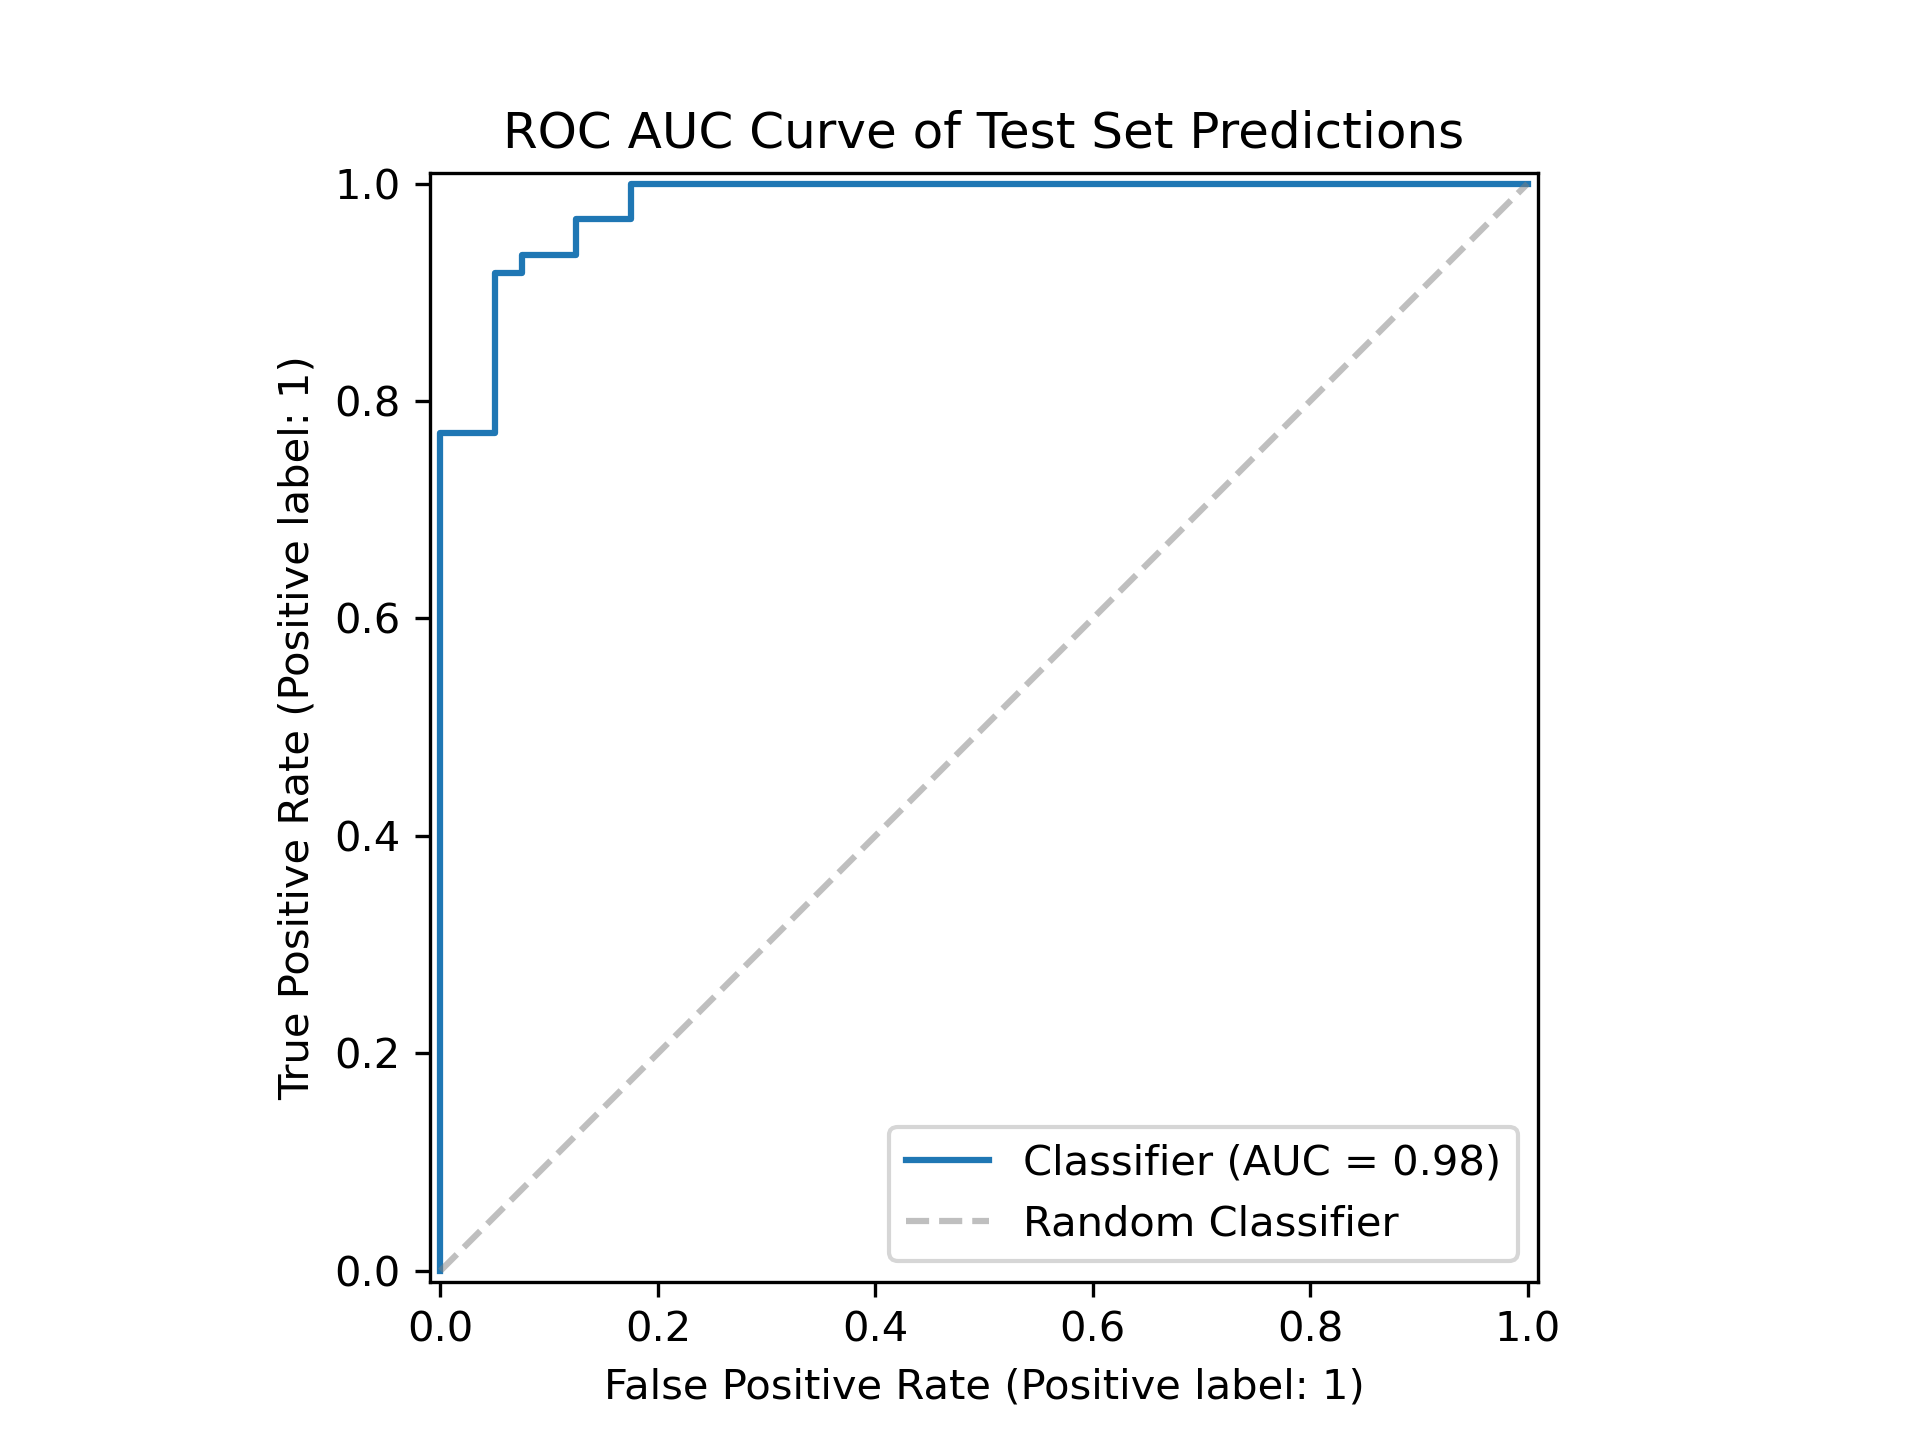 ROC AUC Curve of Test Set Predictions
True Positive Rate (Positive label: 1)
1.0
0.8
0.6
0.4
0.2
0.0
Classifier (AUC = 0.98)
Random Classifier
0.0 0.2 0.4 0.6 0.8 1.0
False Positive Rate (Positive label: 1)